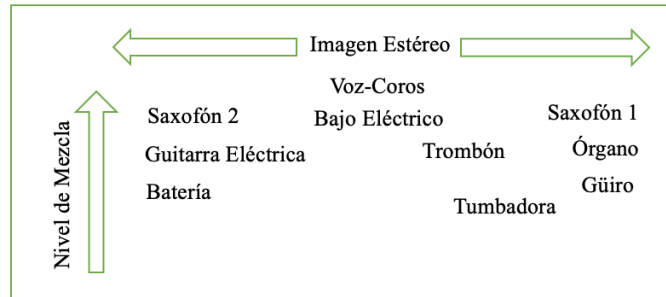 Imagen Estéreo
Nivel de Mezcla
Voz-Coros
Saxofón 2
Bajo Eléctrico
Saxofón 1
Guitarra Eléctrica
Trombón
Órgano
Batería
Güiro
Tumbadora